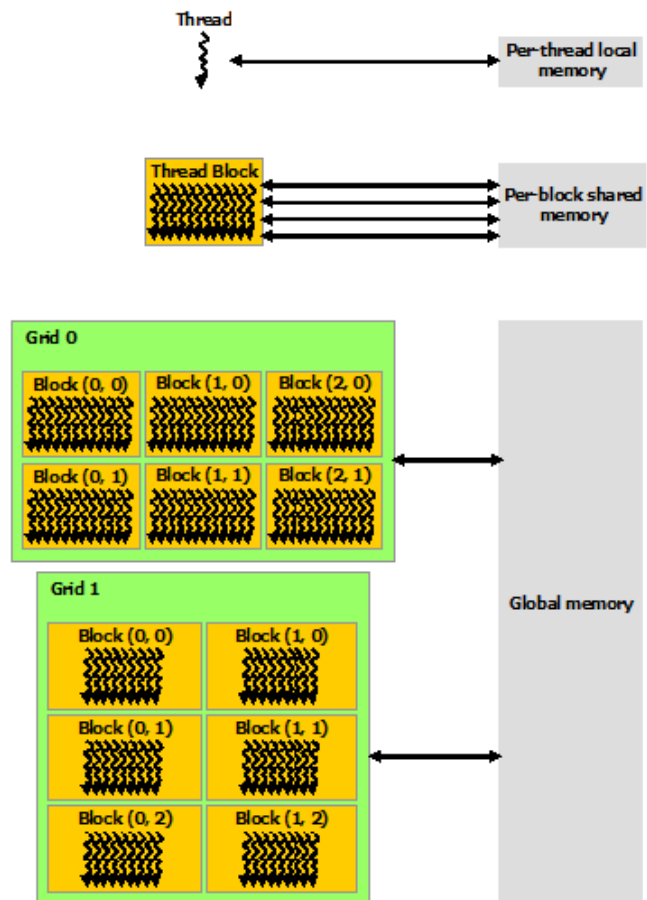 Thread
Per-thread local
memory
Thread Block
Per-block shared
memory
Grid 0
Block (0, 0)
Block (1, 0)
Block (2, 0)
Block (0, 1)
Block (1, 1)
Block (2, 1)
Global memory
Grid 1
Block (0, 0)
Block (1, 0)
Block (0, 1)
Block (1, 1)
Block (0, 2)
Block (1, 2)